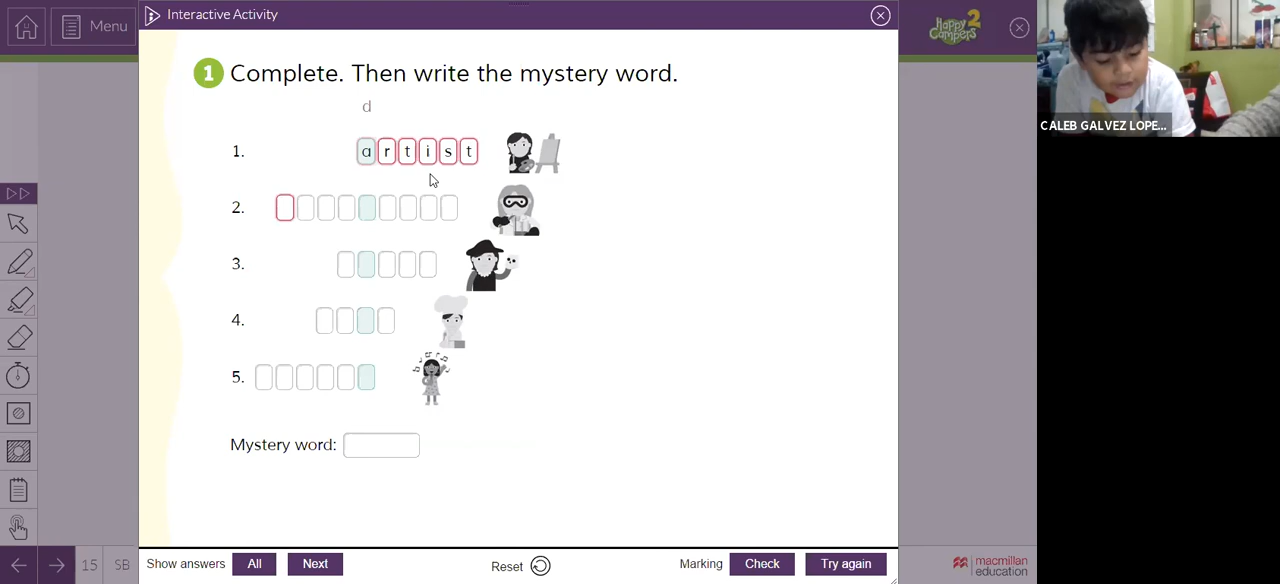 Menu
Interactive Activity
Happy Campers 2
CALEB GALVEZ LOPE...
1 Complete. Then write the mystery word.
d
1. artist
2.
3.
4.
5.
Mystery word:
15 SB
Show answers All Next Reset Marking Check Try again
macmillan
education